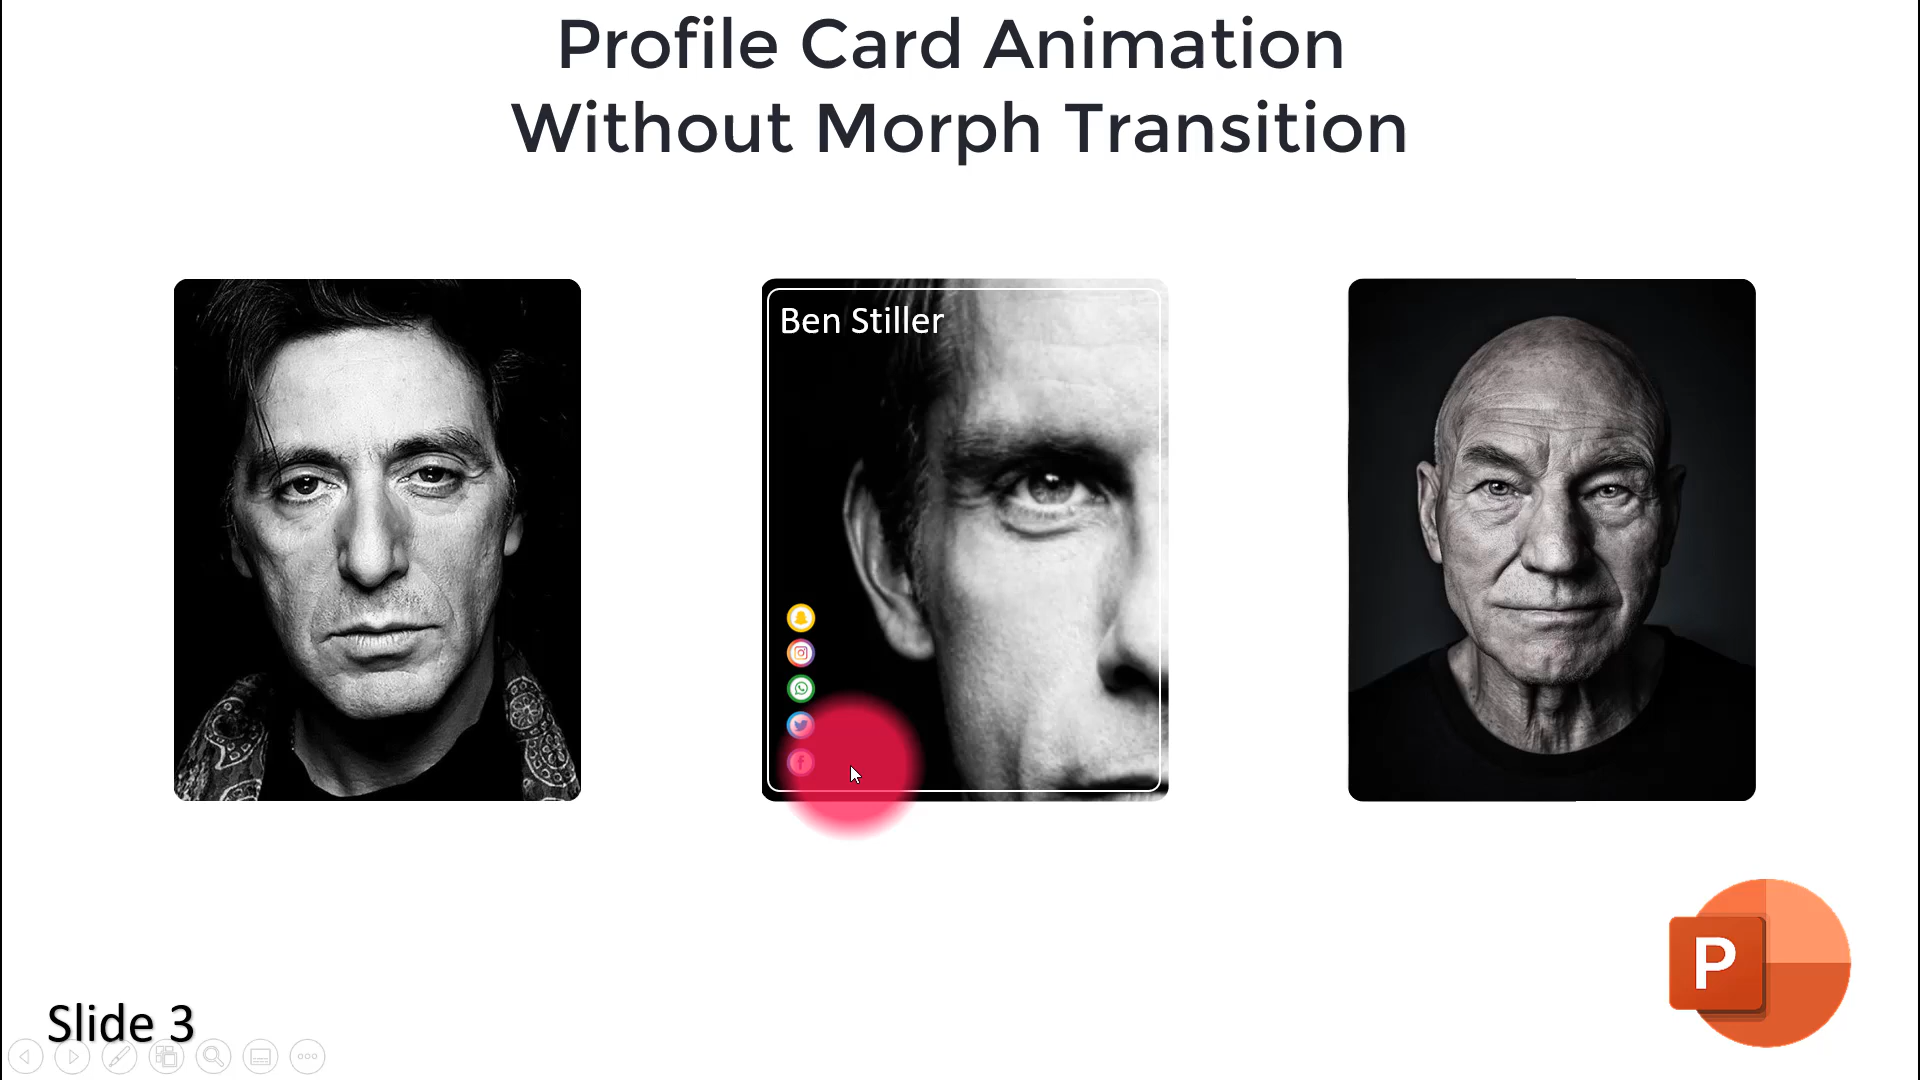 Profile Card Animation
Without Morph Transition
Ben Stiller
f
P
Slide 3